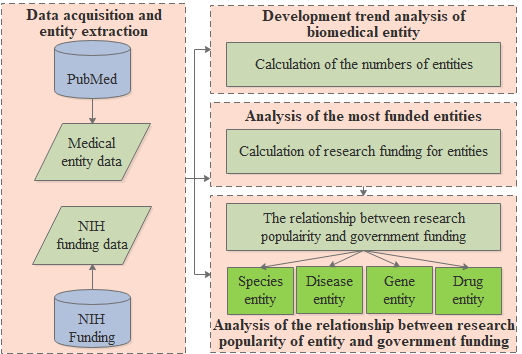 Data acquisition and
entity extraction
PubMed
Medical
entity data
NIH
funding data
NIH
Funding
Development trend analysis of
biomedical entity
Calculation of the numbers of entities
Analysis of the most funded entities
Calculation of research funding for entities
The relationship between research
populairity and government funding
Species
entity
Disease
entity
Gene
entity
Drug
entity
Analysis of the relationship between research
popularity of entity and government funding